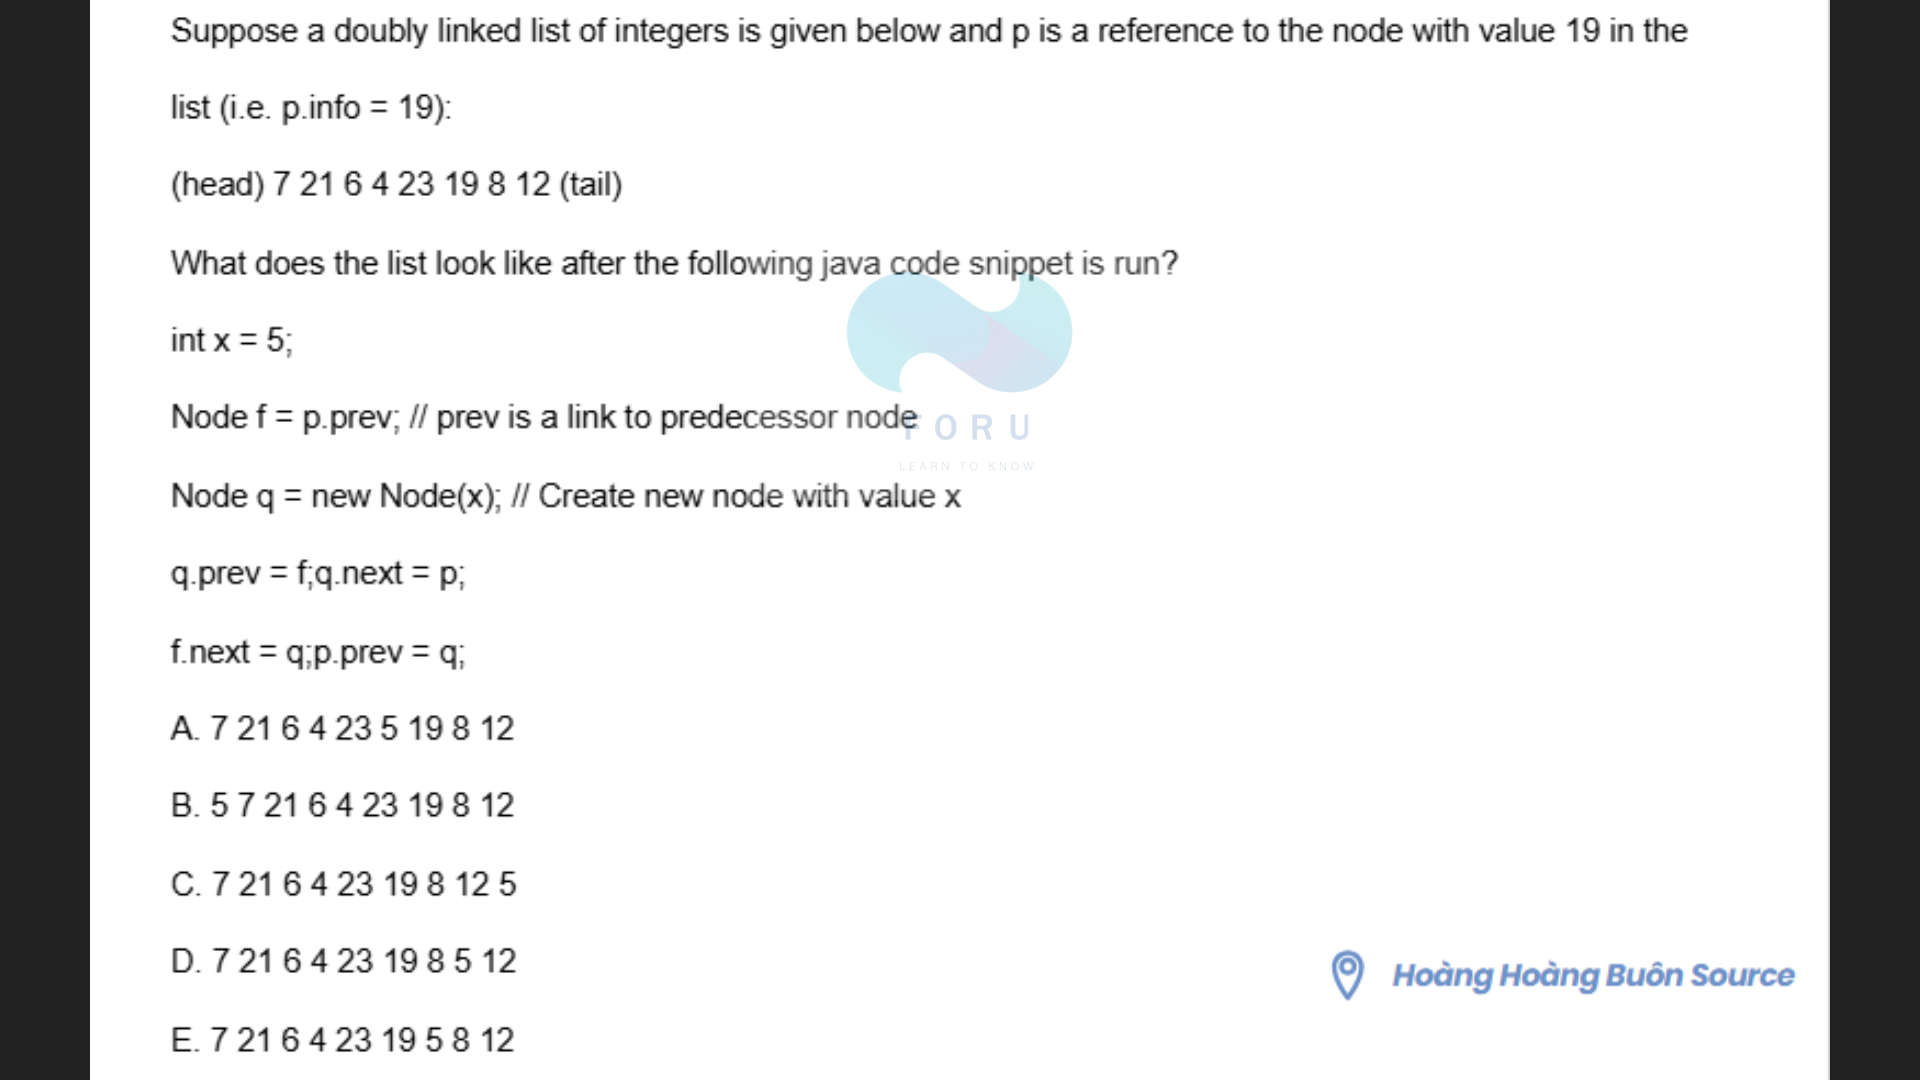 Suppose a doubly linked list of integers is given below and p is a reference to the node with value 19 in the
list (i.e. p.info = 19):
(head) 7 21 6 4 23 19 8 12 (tail)
What does the list look like after the following java code snippet is run?
int x = 5;
Node f = p.prev; // prev is a link to predecessor node
FORU
LEARN TO KNOW
Node q = new Node(x); // Create new node with value x
q.prev = f;q.next = p;
f.next = q;p.prev = q;
A. 7 21 6 4 23 5 19 8 12
B. 5 7 21 6 4 23 19 8 12
C. 7 21 6 4 23 19 8 12 5
D. 7 21 6 4 23 19 8 5 12
Hoàng Hoàng Buôn Source
E. 7 21 6 4 23 19 5 8 12